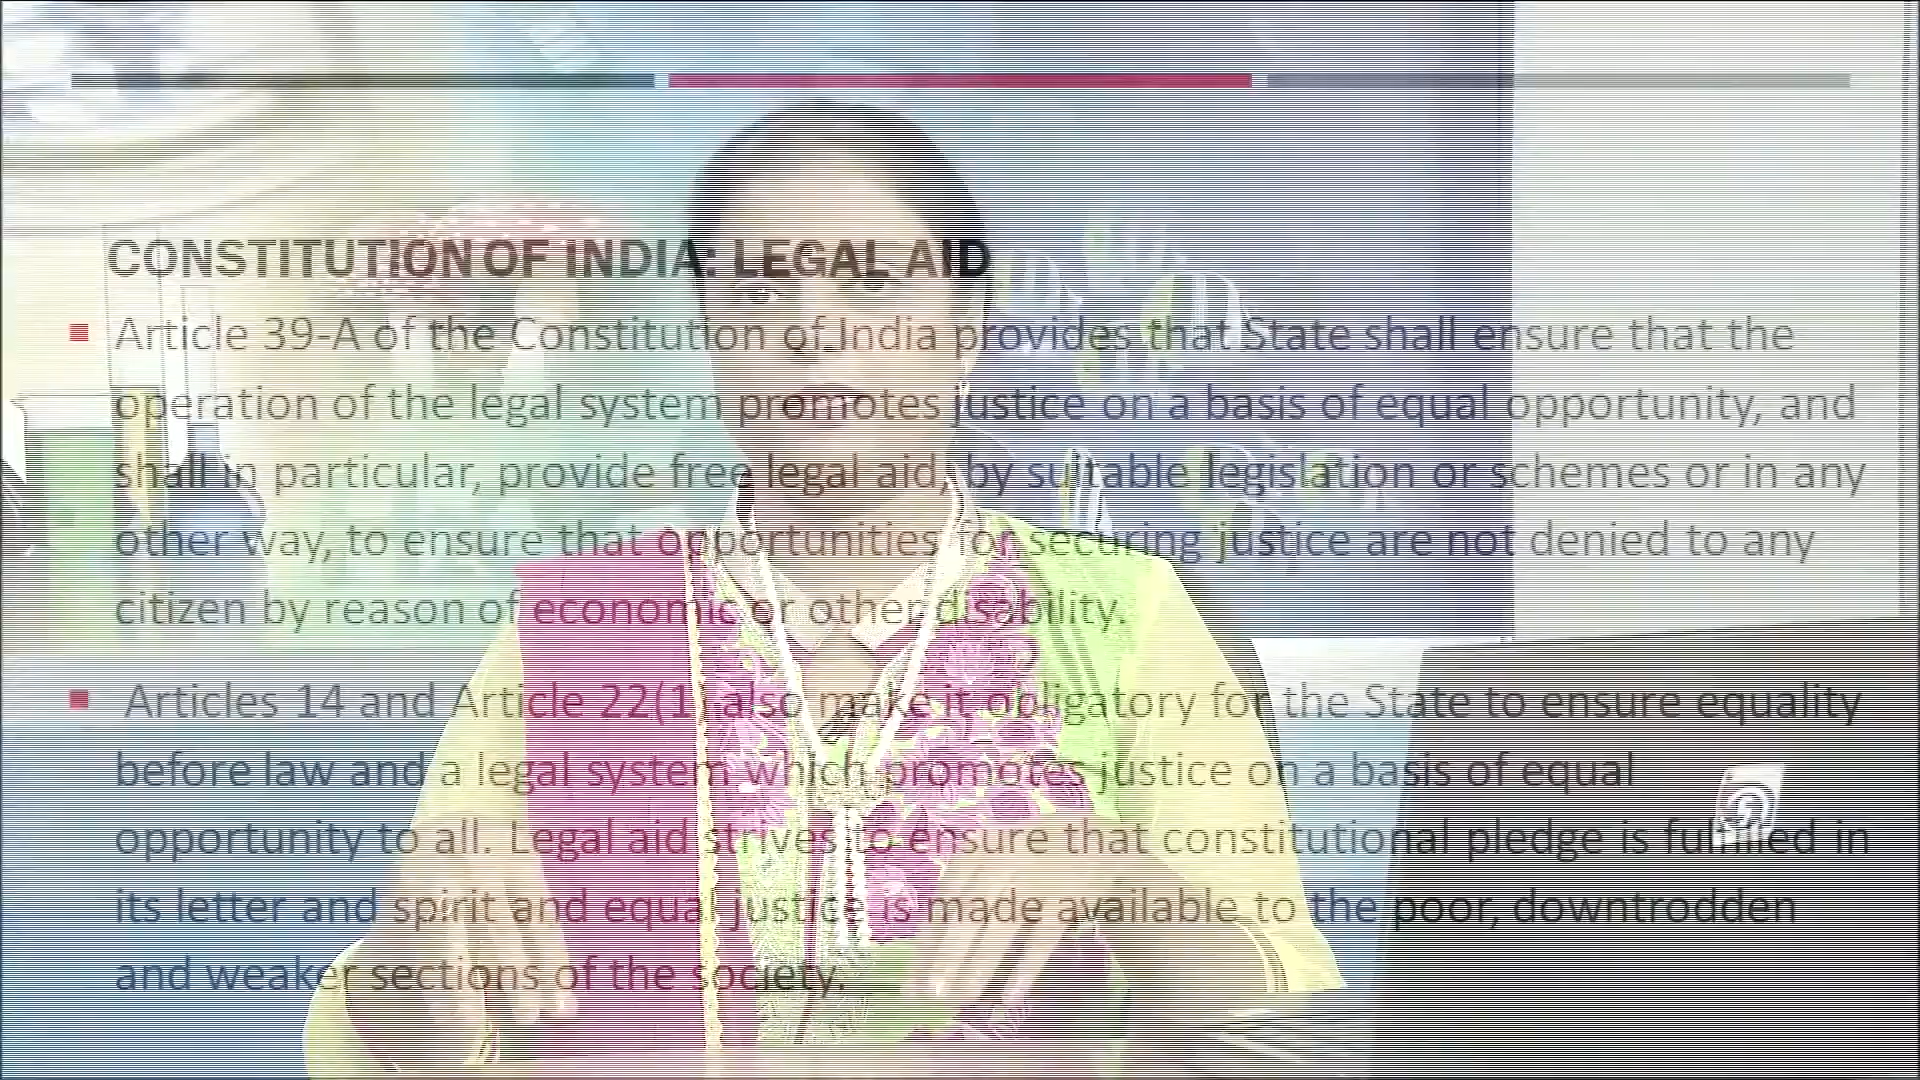 CONSTITUTION OF INDIA: LEGAL AID
Article 39-A of the Constitution of India provides that State shall ensure that the
operation of the legal system promotes justice on a basis of equal opportunity, and
shall in particular, provide free legal aid, by suitable legislation or schemes or in any
other way, to ensure that opportunities for securing justice are not denied to any
citizen by reason of economic or other disability.
Articles 14 and Article 22(1) also make it obligatory for the State to ensure equality
before law and a legal system which promotes justice on a basis of equal
opportunity to all. Legal aid strives to ensure that constitutional pledge is fulfilled in
its letter and spirit and equal justice is made available to the poor, downtrodden
and weaker sections of the society.